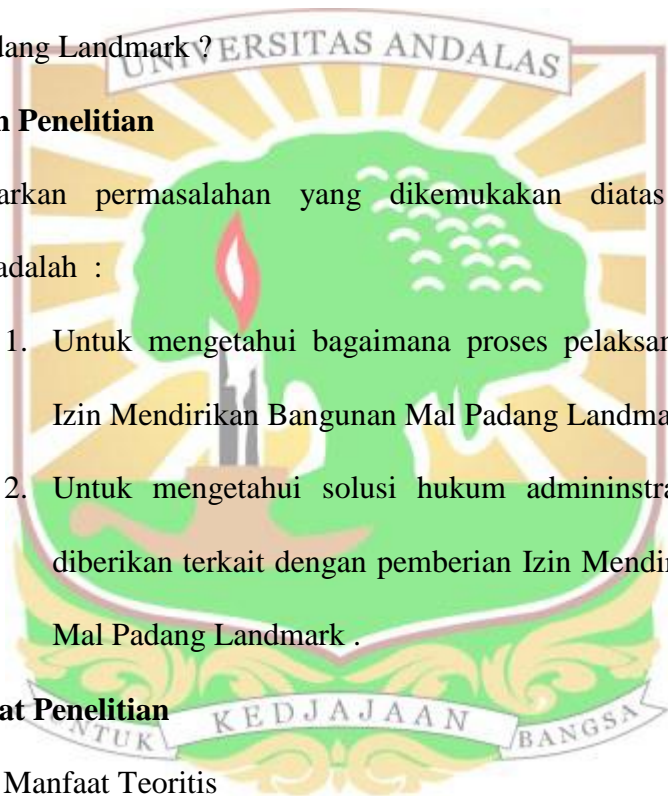 dang Landmark ?
UNIVERSITAS ANDALAS
n Penelitian
arkan permasalahan yang dikemukakan diatas
adalah :
1. Untuk mengetahui bagaimana proses pelaksan
Izin Mendirikan Bangunan Mal Padang Landma
2. Untuk mengetahui solusi hukum admininstra
diberikan terkait dengan pemberian Izin Mendir
Mal Padang Landmark .
at Penelitian
UNTUK KEDJAJAAN BANGSA
Manfaat Teoritis